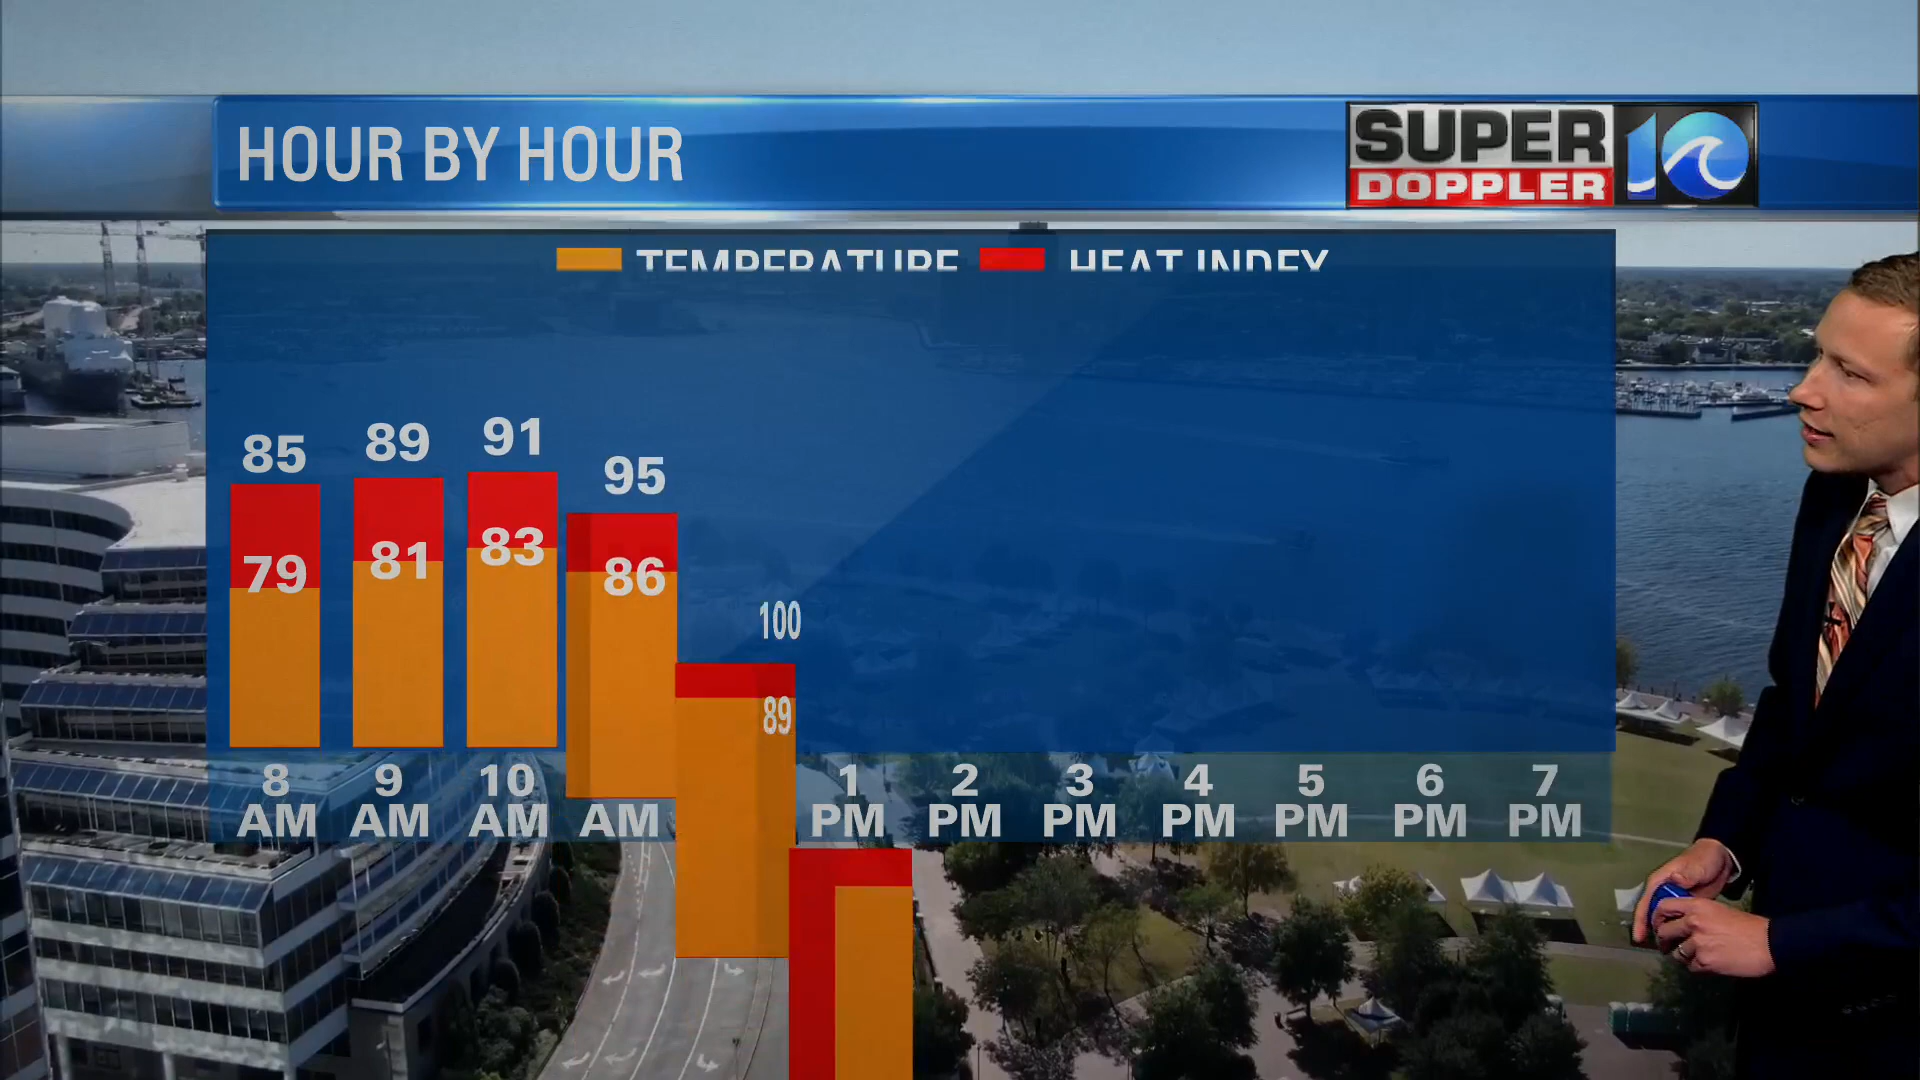 HOUR BY HOUR
SUPER
DOPPLER
10
TEMPERATURE HEAT INDEX
85 89 91 95 100
79 81 83 86 89
8 9 10 1 2 3 4 5 6 7
AM AM AM AM PM PM PM PM PM PM PM